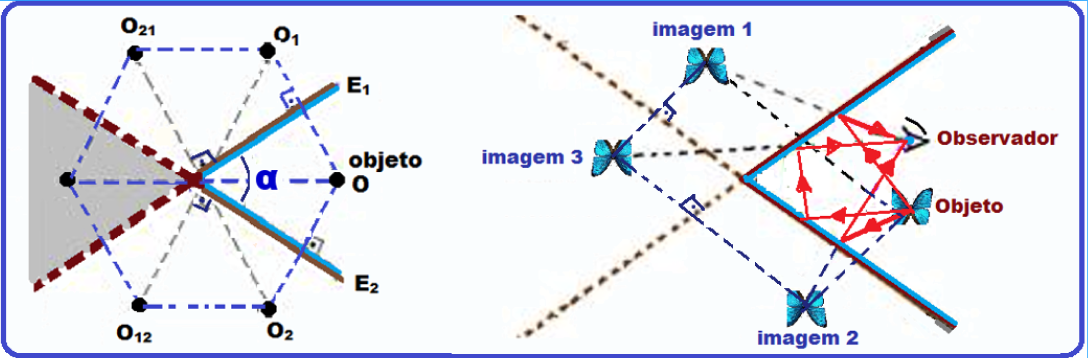 O21
O1
E1
objeto
α
O
E2
O12
O2
imagem 1
Observador
imagem 3
Objeto
imagem 2